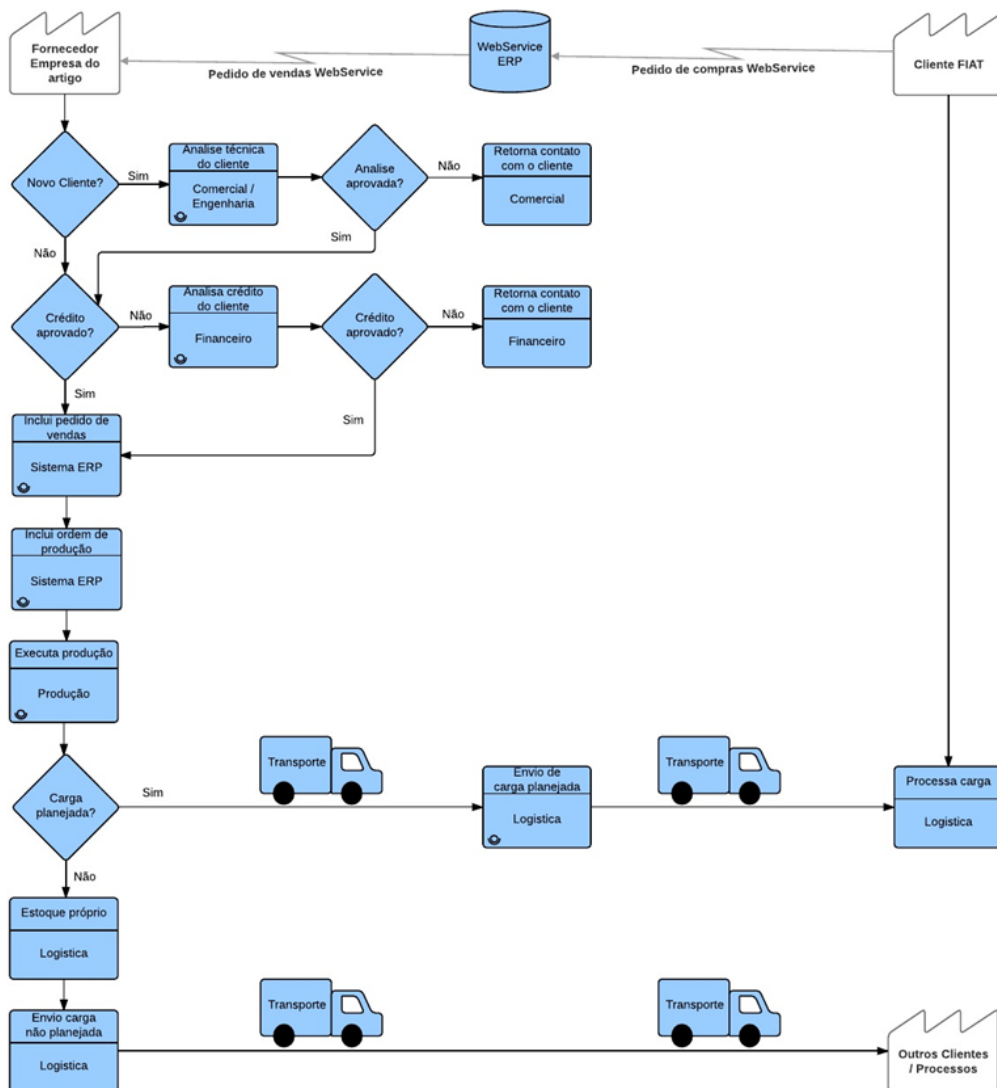 Fornecedor
Empresa do
artigo
Pedido de vendas WebService
WebService
ERP
Pedido de compras WebService
Cliente FIAT
Novo Cliente?
Sim
Analise técnica
do cliente
Comercial /
Engenharia
Analise
aprovada?
Não
Retorna contato
com o cliente
Comercial
Sim
Não
Crédito
aprovado?
Não
Analisa crédito
do cliente
Financeiro
Crédito
aprovado?
Não
Retorna contato
com o cliente
Financeiro
Sim
Sim
Inclui pedido de
vendas
Sistema ERP
Inclui ordem de
produção
Sistema ERP
Executa produção
Produção
Carga
planejada?
Sim
Transporte
Envio de
carga planejada
Logistica
Transporte
Processa carga
Logistica
Não
Estoque próprio
Logistica
Envio carga
não planejada
Logistica
Transporte
Transporte
Outros Clientes
/ Processos